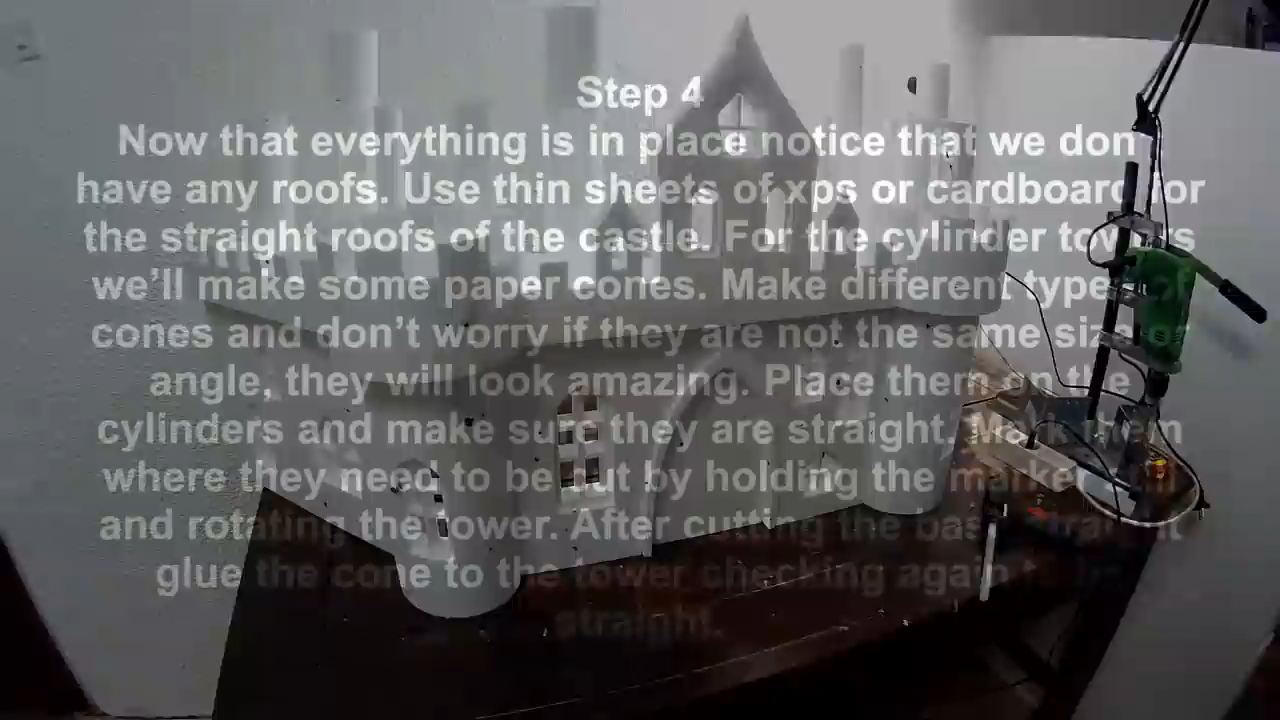 Step 4
Now that everything is in place notice that we don
have any roofs. Use thin sheets of xps or cardboard for
the straight roofs of the castle. For the cylinder towers
we'll make some paper cones. Make different types of
cones and don't worry if they are not the same size or
angle, they will look amazing. Place them on the
cylinders and make sure they are straight. Mark them
where they need to be cut by holding the marker
and rotating the tower. After cutting the base straight
glue the cone to the tower checking again to be
straight.